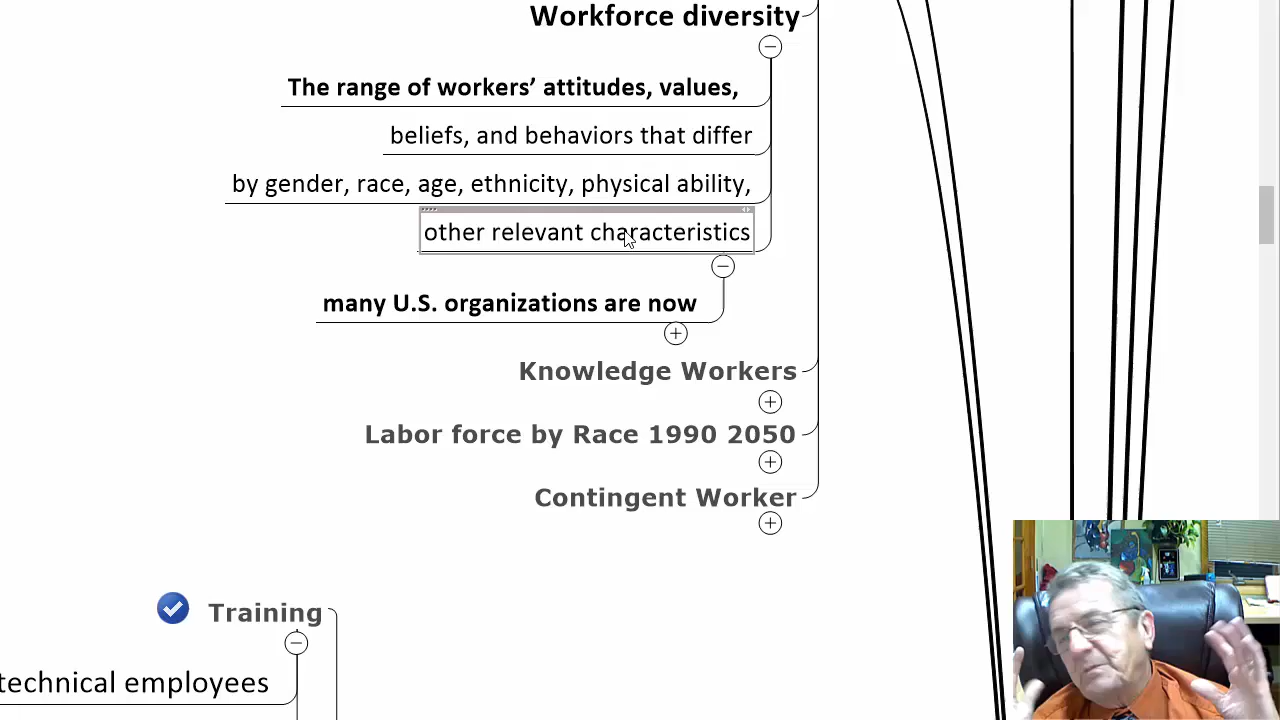 Workforce diversity
The range of workers’ attitudes, values,
beliefs, and behaviors that differ
by gender, race, age, ethnicity, physical ability,
other relevant characteristics
many U.S. organizations are now
Knowledge Workers
Labor force by Race 1990 2050
Contingent Worker
Training
technical employees